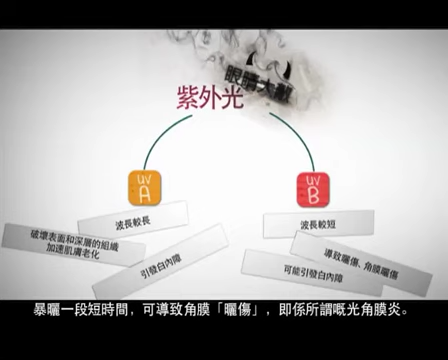 眼睛大敵
紫外光
UV
A
UV
B
波長較長
破壞表面和深層的組織
加速肌膚老化
引發白內障
波長較短
導致曬傷、角膜曬傷
可能引發白內障
暴曬一段短時間，可導致角膜「曬傷」，即係所謂嘅光角膜炎。